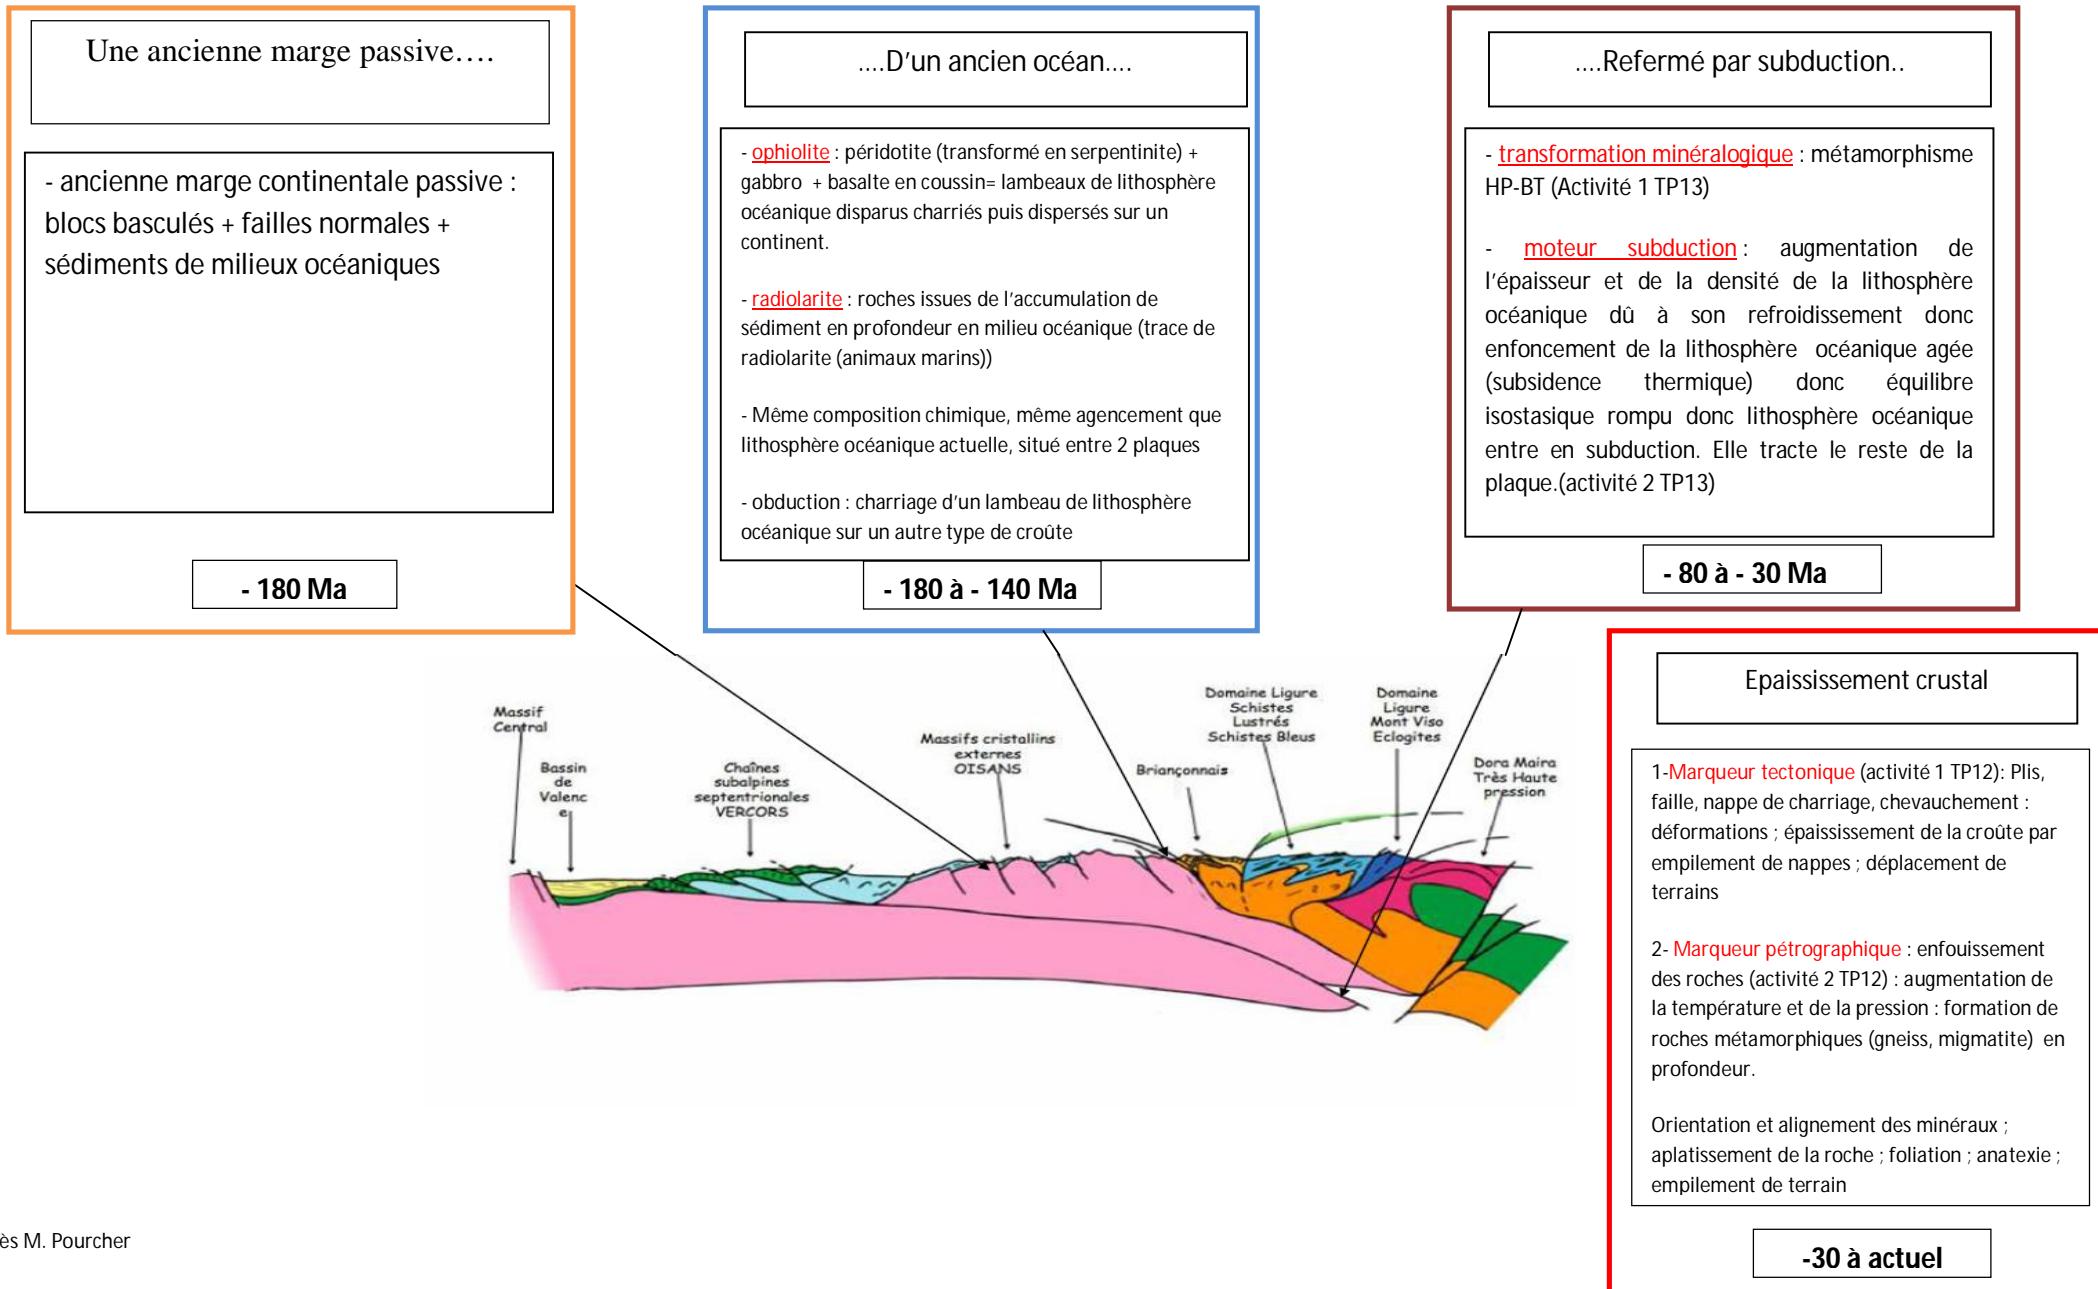 Une ancienne marge passive….
- ancienne marge continentale passive :
blocs basculés + failles normales +
sédiments de milieux océaniques
- 180 Ma
....D'un ancien océan....
- ophiolite : péridotite (transformé en serpentinite) +
gabbro + basalte en coussin= lambeaux de lithosphère
océanique disparus charriés puis dispersés sur un
continent.
- radiolarite : roches issues de l'accumulation de
sédiment en profondeur en milieu océanique (trace de
radiolarite (animaux marins))
- Même composition chimique, même agencement que
lithosphère océanique actuelle, situé entre 2 plaques
- obduction : charriage d'un lambeau de lithosphère
océanique sur un autre type de croûte
- 180 à - 140 Ma
....Refermé par subduction..
- transformation minéralogique : métamorphisme
HP-BT (Activité 1 TP13)
- moteur subduction : augmentation de
l'épaisseur et de la densité de la lithosphère
océanique dû à son refroidissement donc
enfoncement de la lithosphère océanique agée
(subsidence thermique) donc équilibre
isostasique rompu donc lithosphère océanique
entre en subduction. Elle tracte le reste de la
plaque.(activité 2 TP13)
- 80 à - 30 Ma
Massif
Central
Bassin
de
Valenc
e
Chaînes
subalpines
septentrionales
VERCORS
Massifs cristallins
externes
OISANS
Briançonnais
Domaine Ligure
Schistes
Lustrés
Schistes Bleus
Domaine
Ligure
Mont Viso
Eclogites
Dora Maira
Très Haute
pression
Epaississement crustal
1-Marqueur tectonique (activité 1 TP12): Plis,
faille, nappe de charriage, chevauchement :
déformations ; épaississement de la croûte par
empilement de nappes ; déplacement de
terrains
2- Marqueur pétrographique : enfouissement
des roches (activité 2 TP12) : augmentation de
la température et de la pression : formation de
roches métamorphiques (gneiss, migmatite) en
profondeur.
Orientation et alignement des minéraux ;
aplatissement de la roche ; foliation ; anatexie ;
empilement de terrain
-30 à actuel
ès M. Pourcher